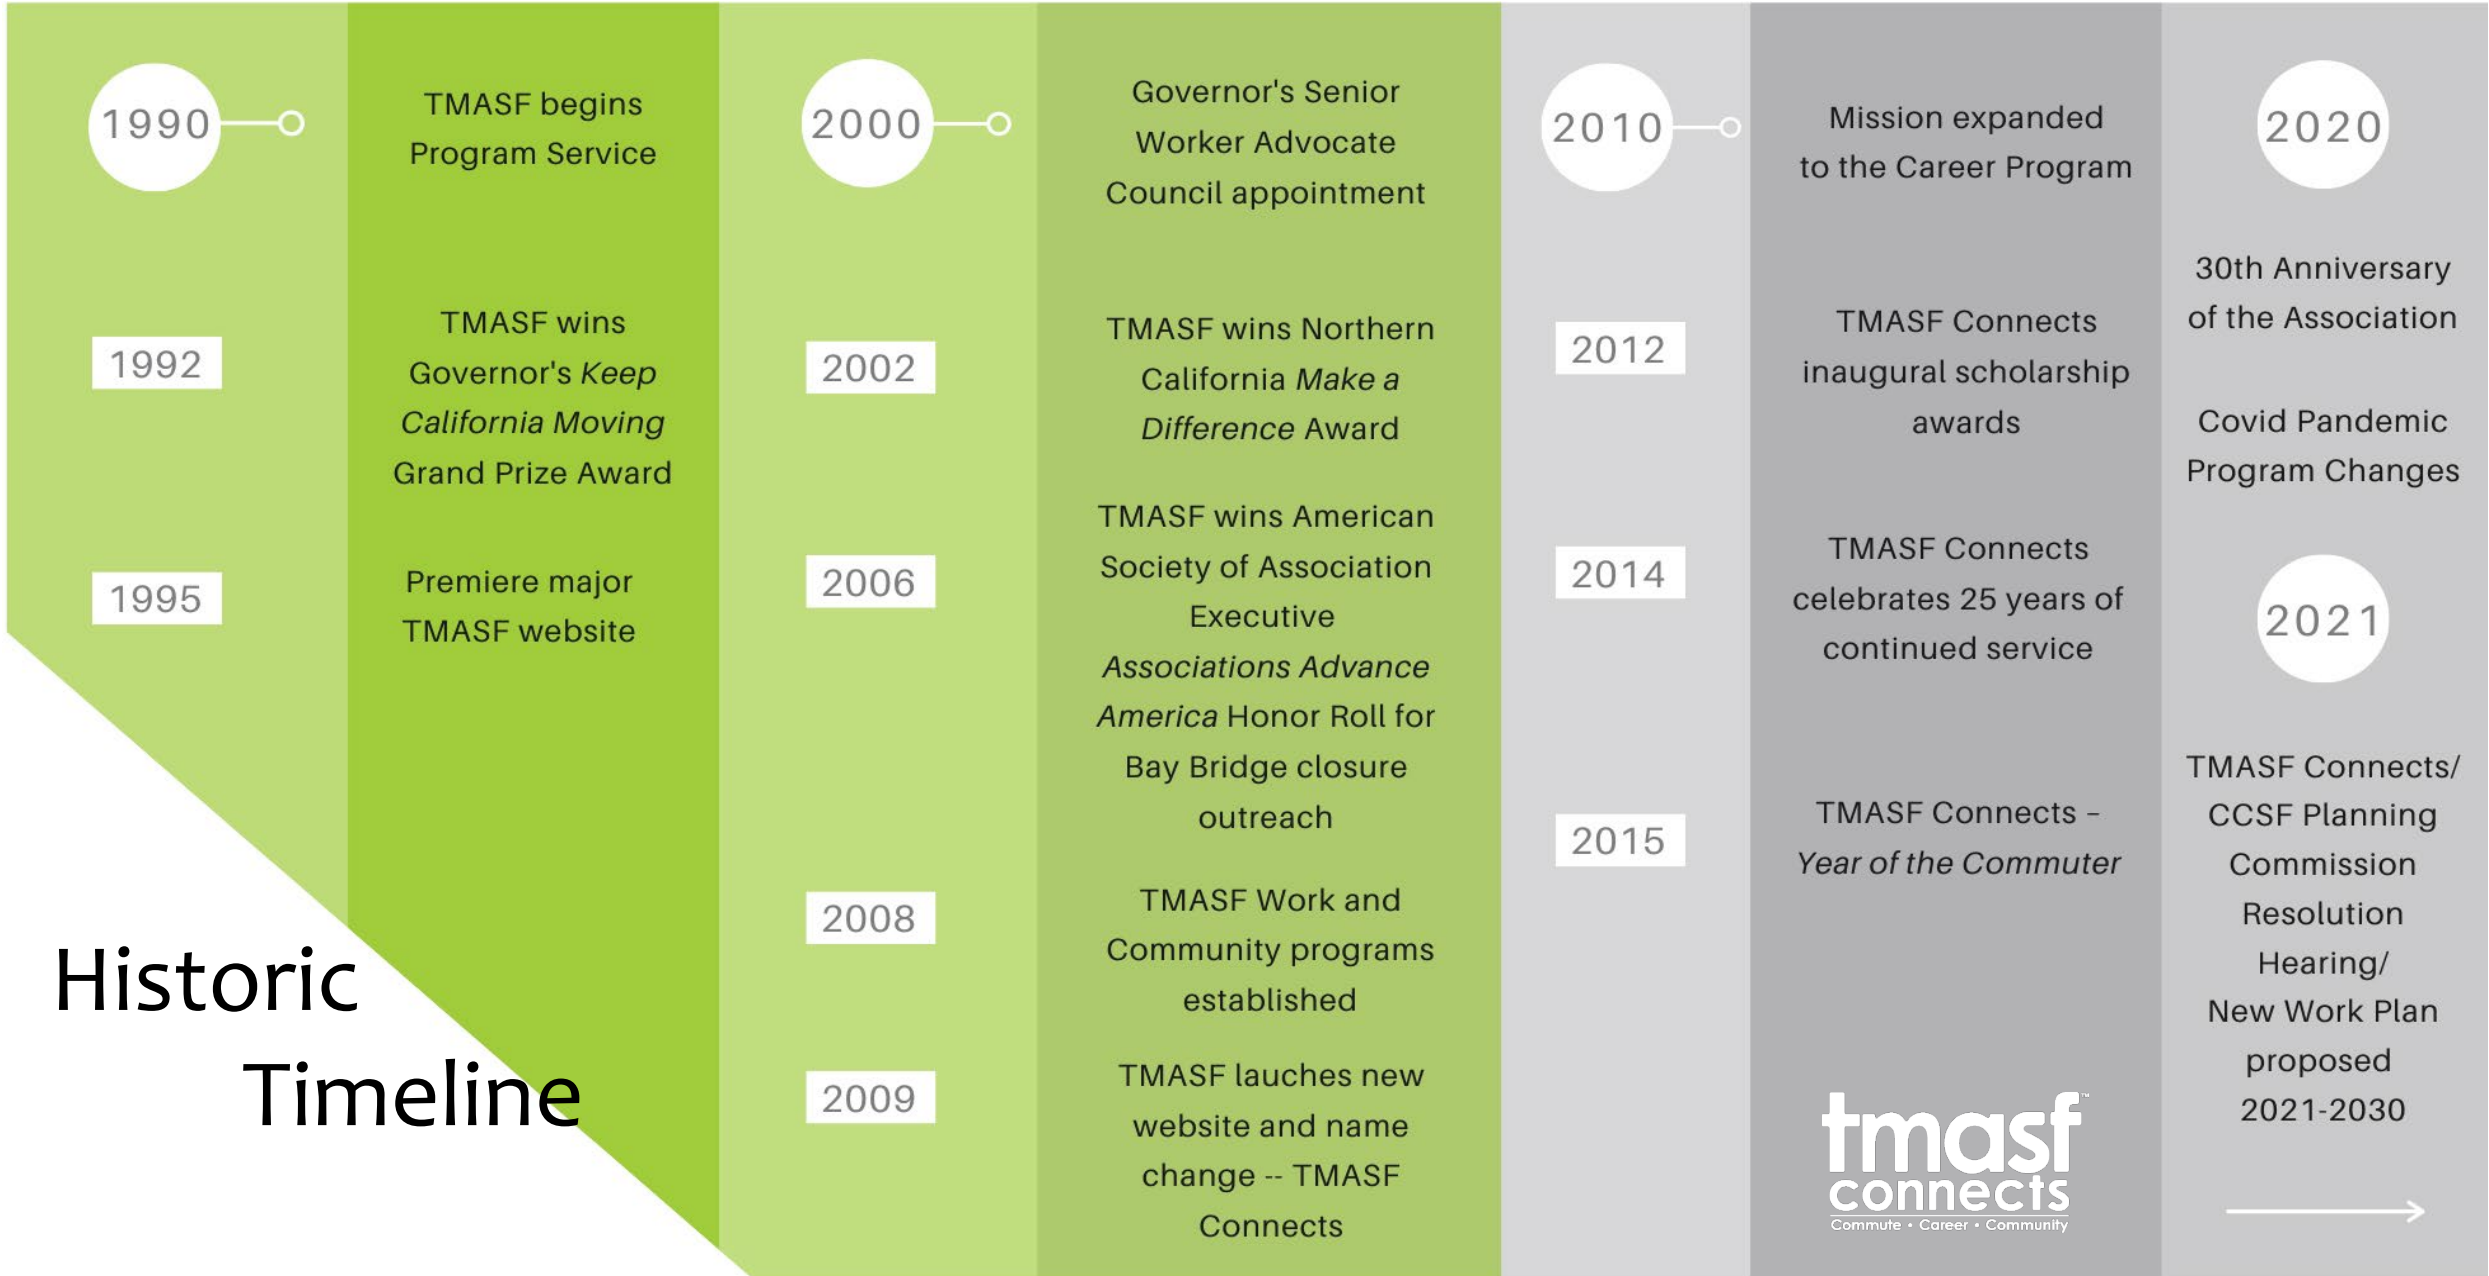 1990
TMASF begins
Program Service
1992
TMASF wins
Governor's Keep
California Moving
Grand Prize Award
1995
Premiere major
TMASF website
2000
Governor's Senior
Worker Advocate
Council appointment
2002
TMASF wins Northern
California Make a
Difference Award
2006
TMASF wins American
Society of Association
Executive
Associations Advance
America Honor Roll for
Bay Bridge closure
outreach
2008
TMASF Work and
Community programs
established
2009
TMASF lauches new
website and name
change -- TMASF
Connects
2010
Mission expanded
to the Career Program
2012
TMASF Connects
inaugural scholarship
awards
2014
TMASF Connects
celebrates 25 years of
continued service
2015
TMASF Connects –
Year of the Commuter
2020
30th Anniversary
of the Association
Covid Pandemic
Program Changes
2021
TMASF Connects/
CCSF Planning
Commission
Resolution
Hearing/
New Work Plan
proposed
2021-2030
Historic
Timeline
tmasf™
connects
Commute • Career • Community